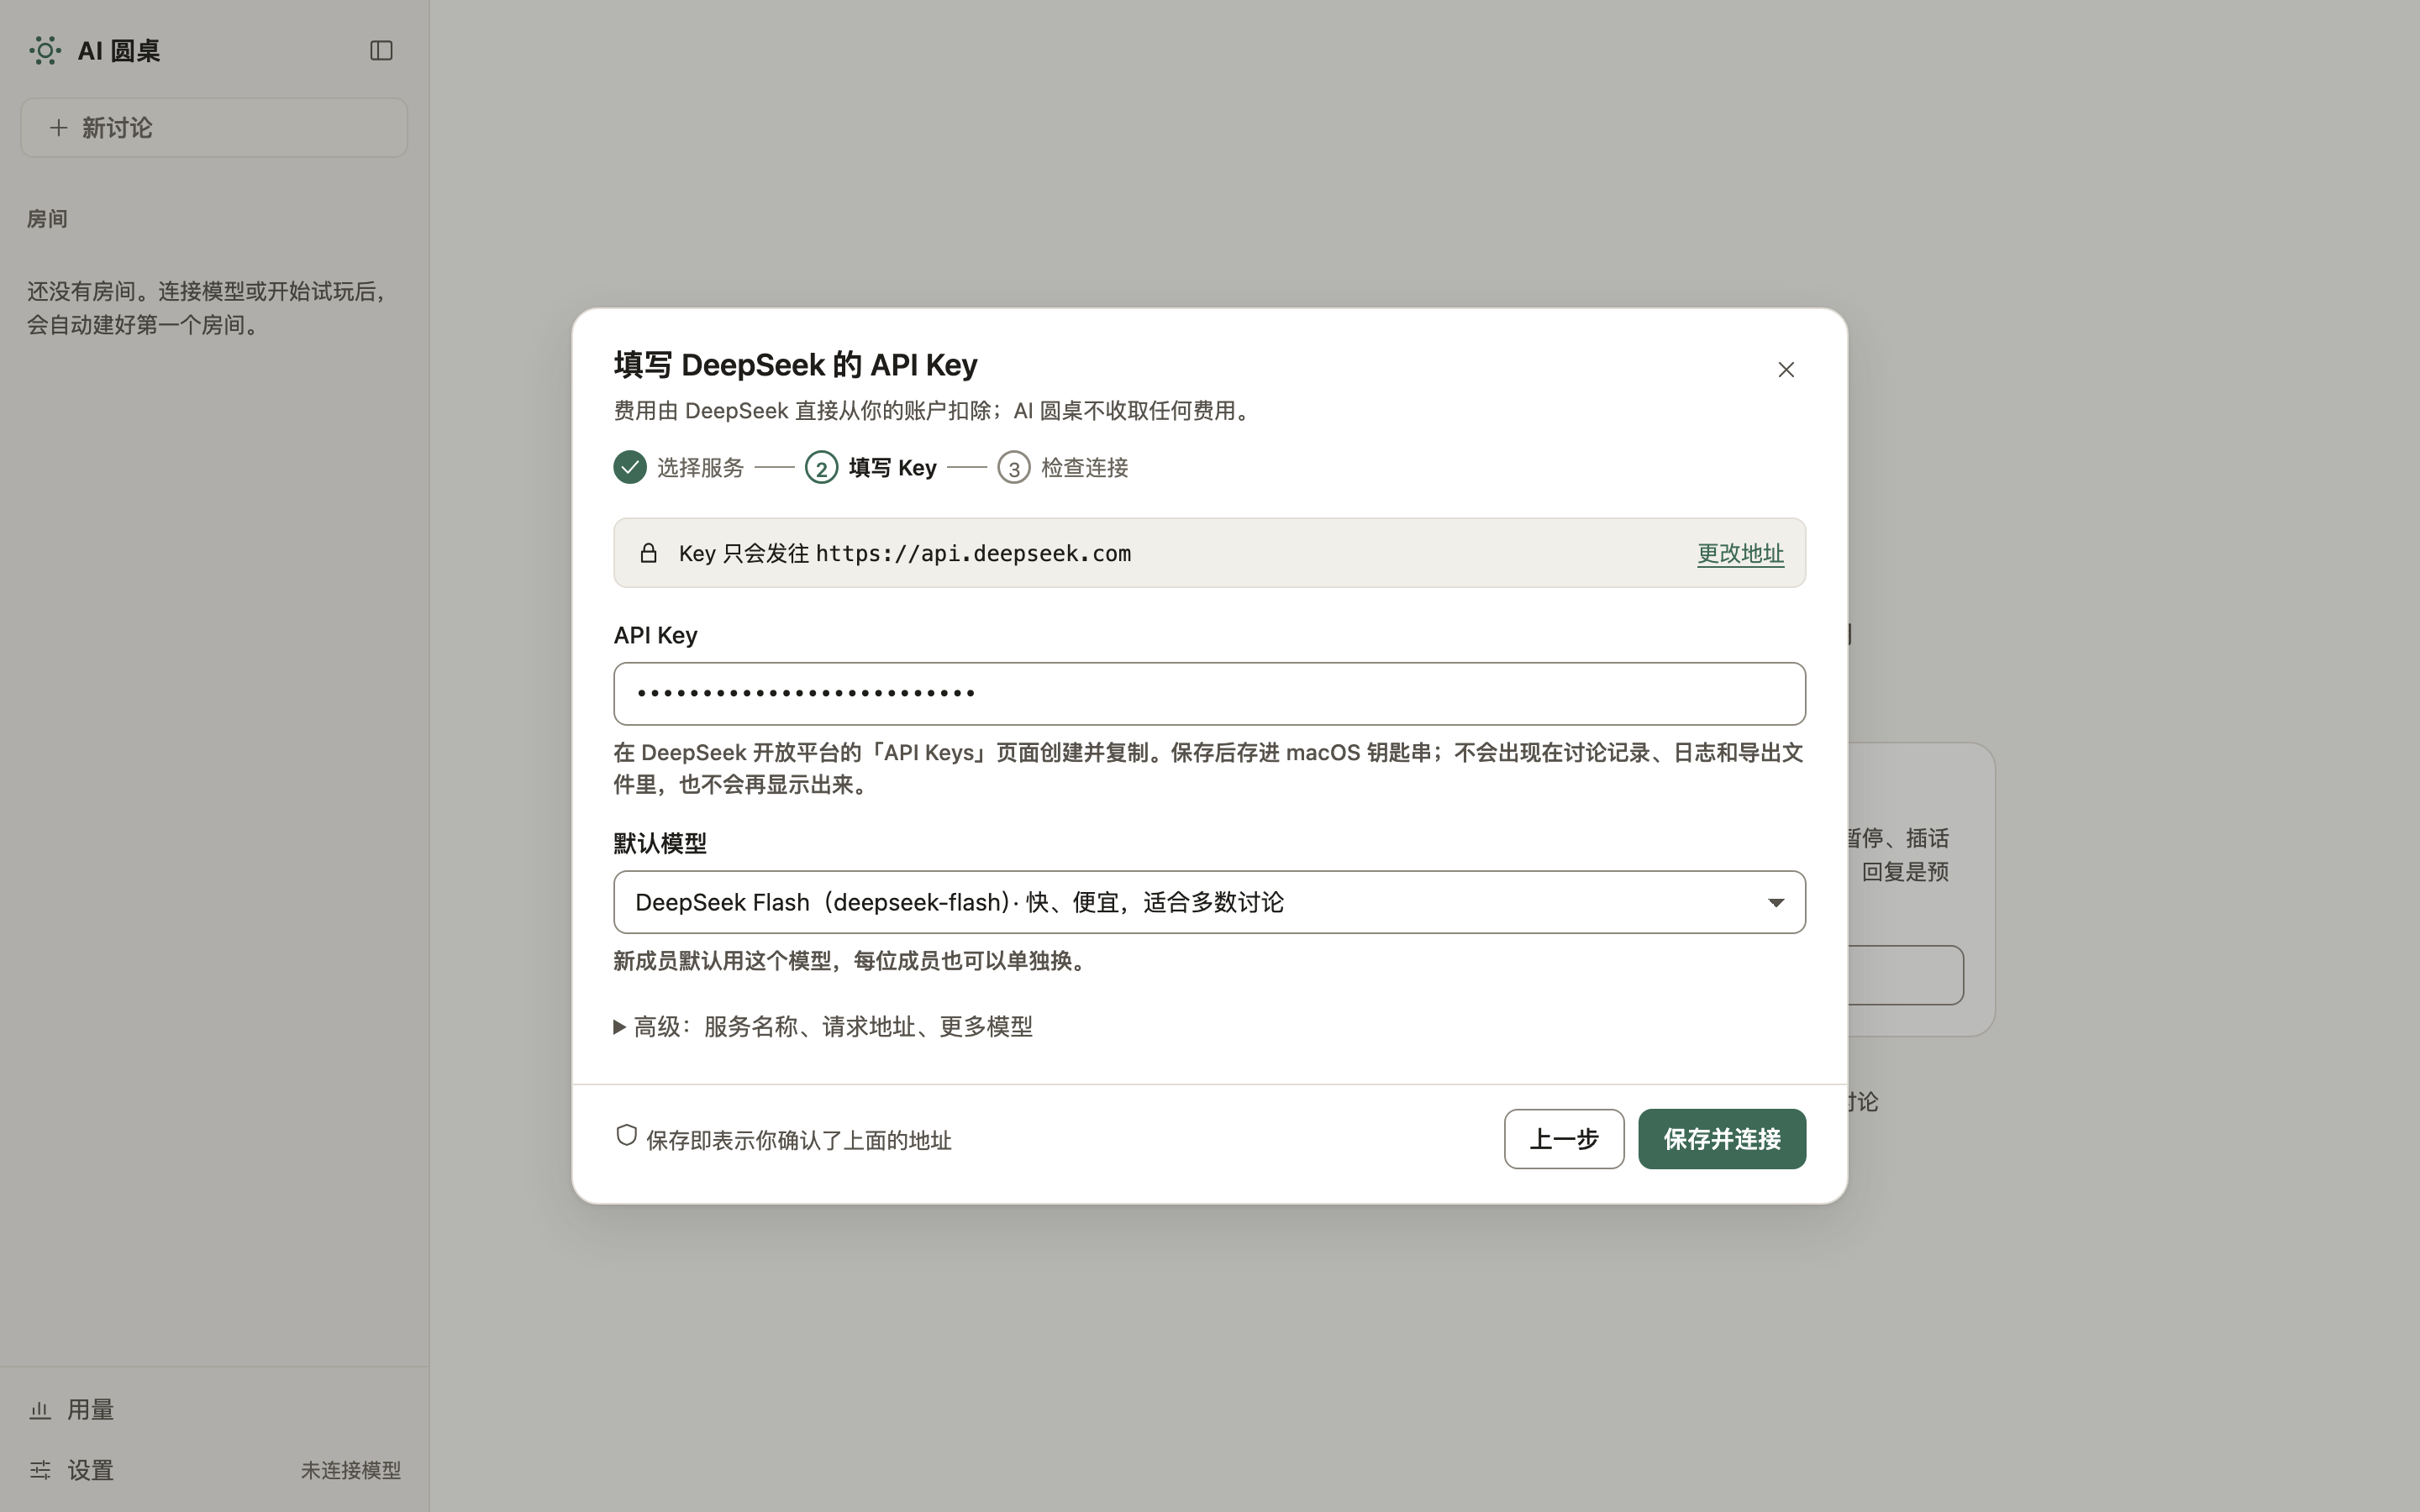 AI 圆桌
新讨论
房间
还没有房间。连接模型或开始试玩后，
会自动建好第一个房间。
填写 DeepSeek 的 API Key
费用由 DeepSeek 直接从你的账户扣除；AI 圆桌不收取任何费用。
选择服务 2 填写 Key 3 检查连接
Key 只会发往 https://api.deepseek.com 更改地址
API Key
在 DeepSeek 开放平台的「API Keys」页面创建并复制。保存后存进 macOS 钥匙串；不会出现在讨论记录、日志和导出文
件里，也不会再显示出来。
默认模型
DeepSeek Flash（deepseek-flash）· 快、便宜，适合多数讨论
新成员默认用这个模型，每位成员也可以单独换。
高级：服务名称、请求地址、更多模型
保存即表示你确认了上面的地址
上一步
保存并连接
暂停、插话
回复是预
讨论
用量
设置 未连接模型